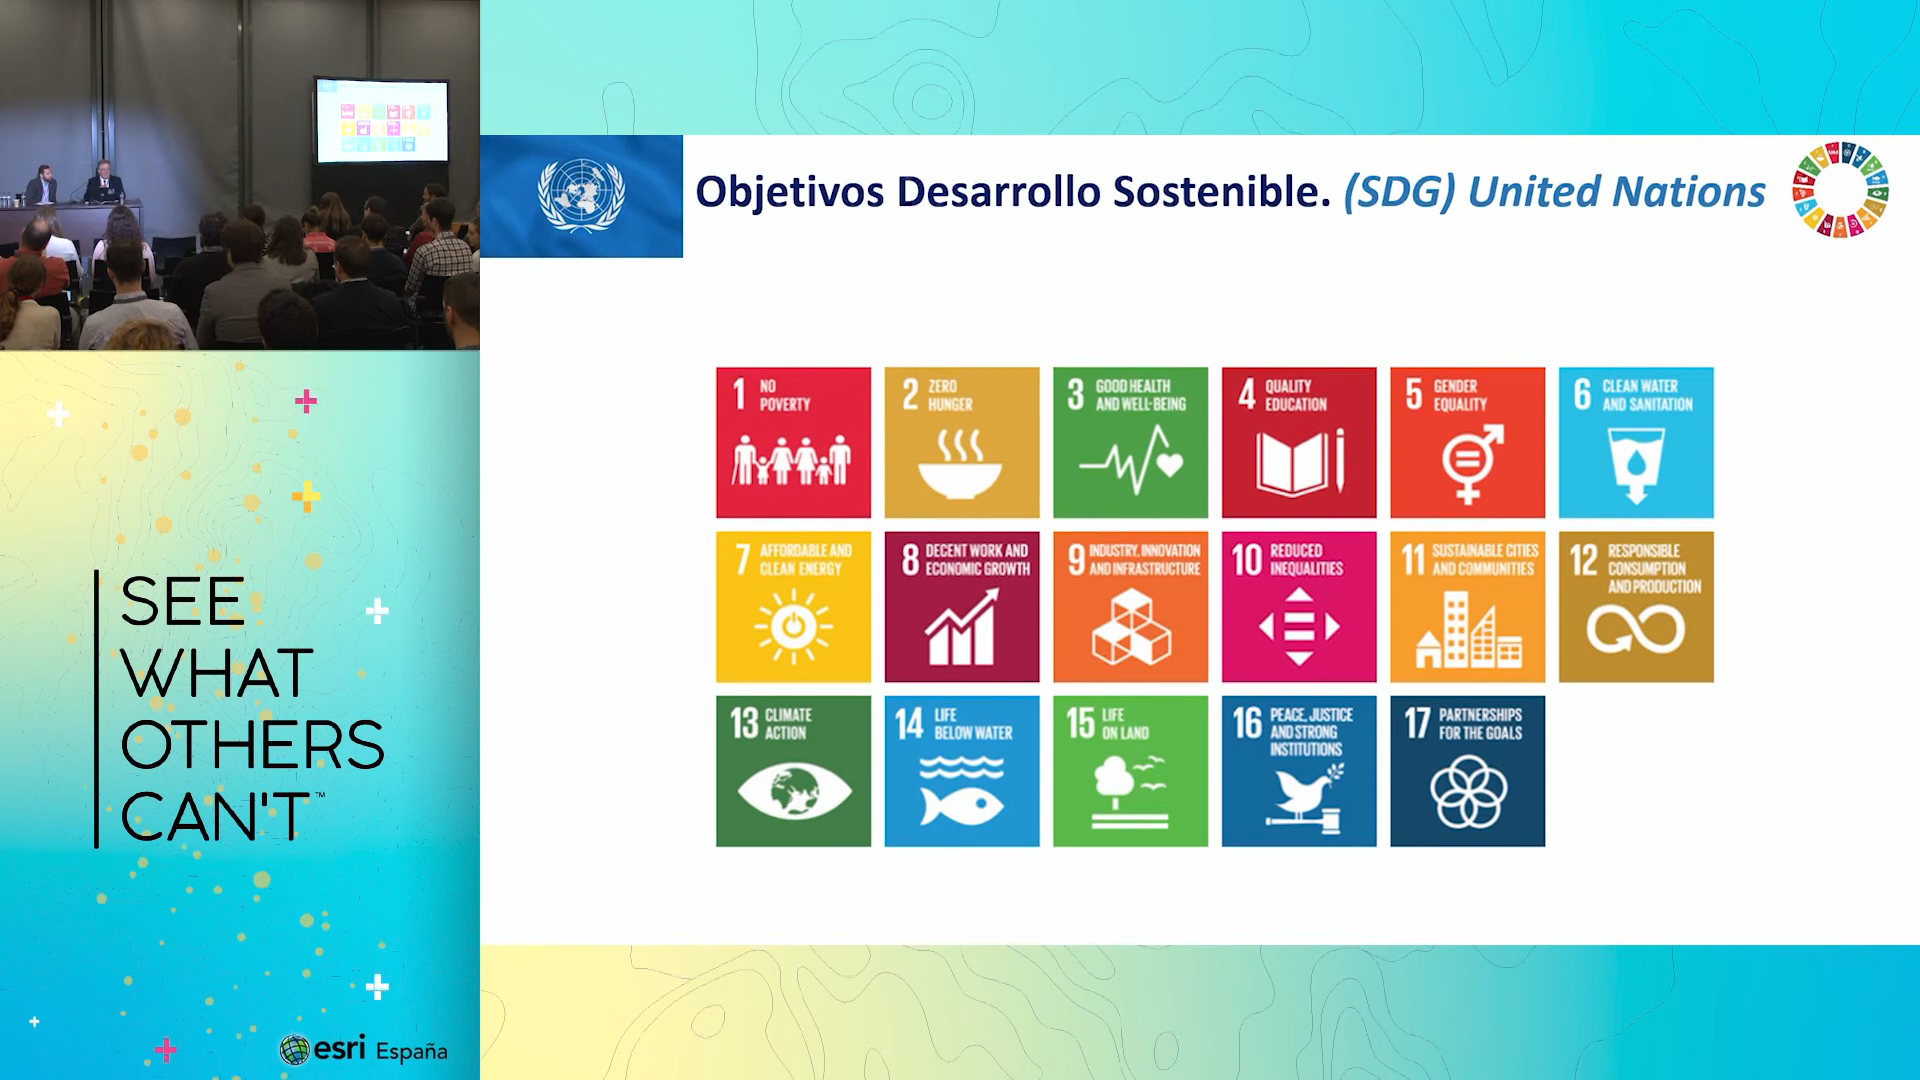 Objetivos Desarrollo Sostenible. (SDG) United Nations
1 NO
POVERTY
2 ZERO
HUNGER
3 GOOD HEALTH
AND WELL-BEING
4 QUALITY
EDUCATION
5 GENDER
EQUALITY
6 CLEAN WATER
AND SANITATION
7 AFFORDABLE AND
CLEAN ENERGY
8 DECENT WORK AND
ECONOMIC GROWTH
9 INDUSTRY, INNOVATION
AND INFRASTRUCTURE
10 REDUCED
INEQUALITIES
11 SUSTAINABLE CITIES
AND COMMUNITIES
12 RESPONSIBLE
CONSUMPTION
AND PRODUCTION
13 CLIMATE
ACTION
14 LIFE
BELOW WATER
15 LIFE
ON LAND
16 PEACE, JUSTICE
AND STRONG
INSTITUTIONS
17 PARTNERSHIPS
FOR THE GOALS
SEE
WHAT
OTHERS
CAN'T™
esri España